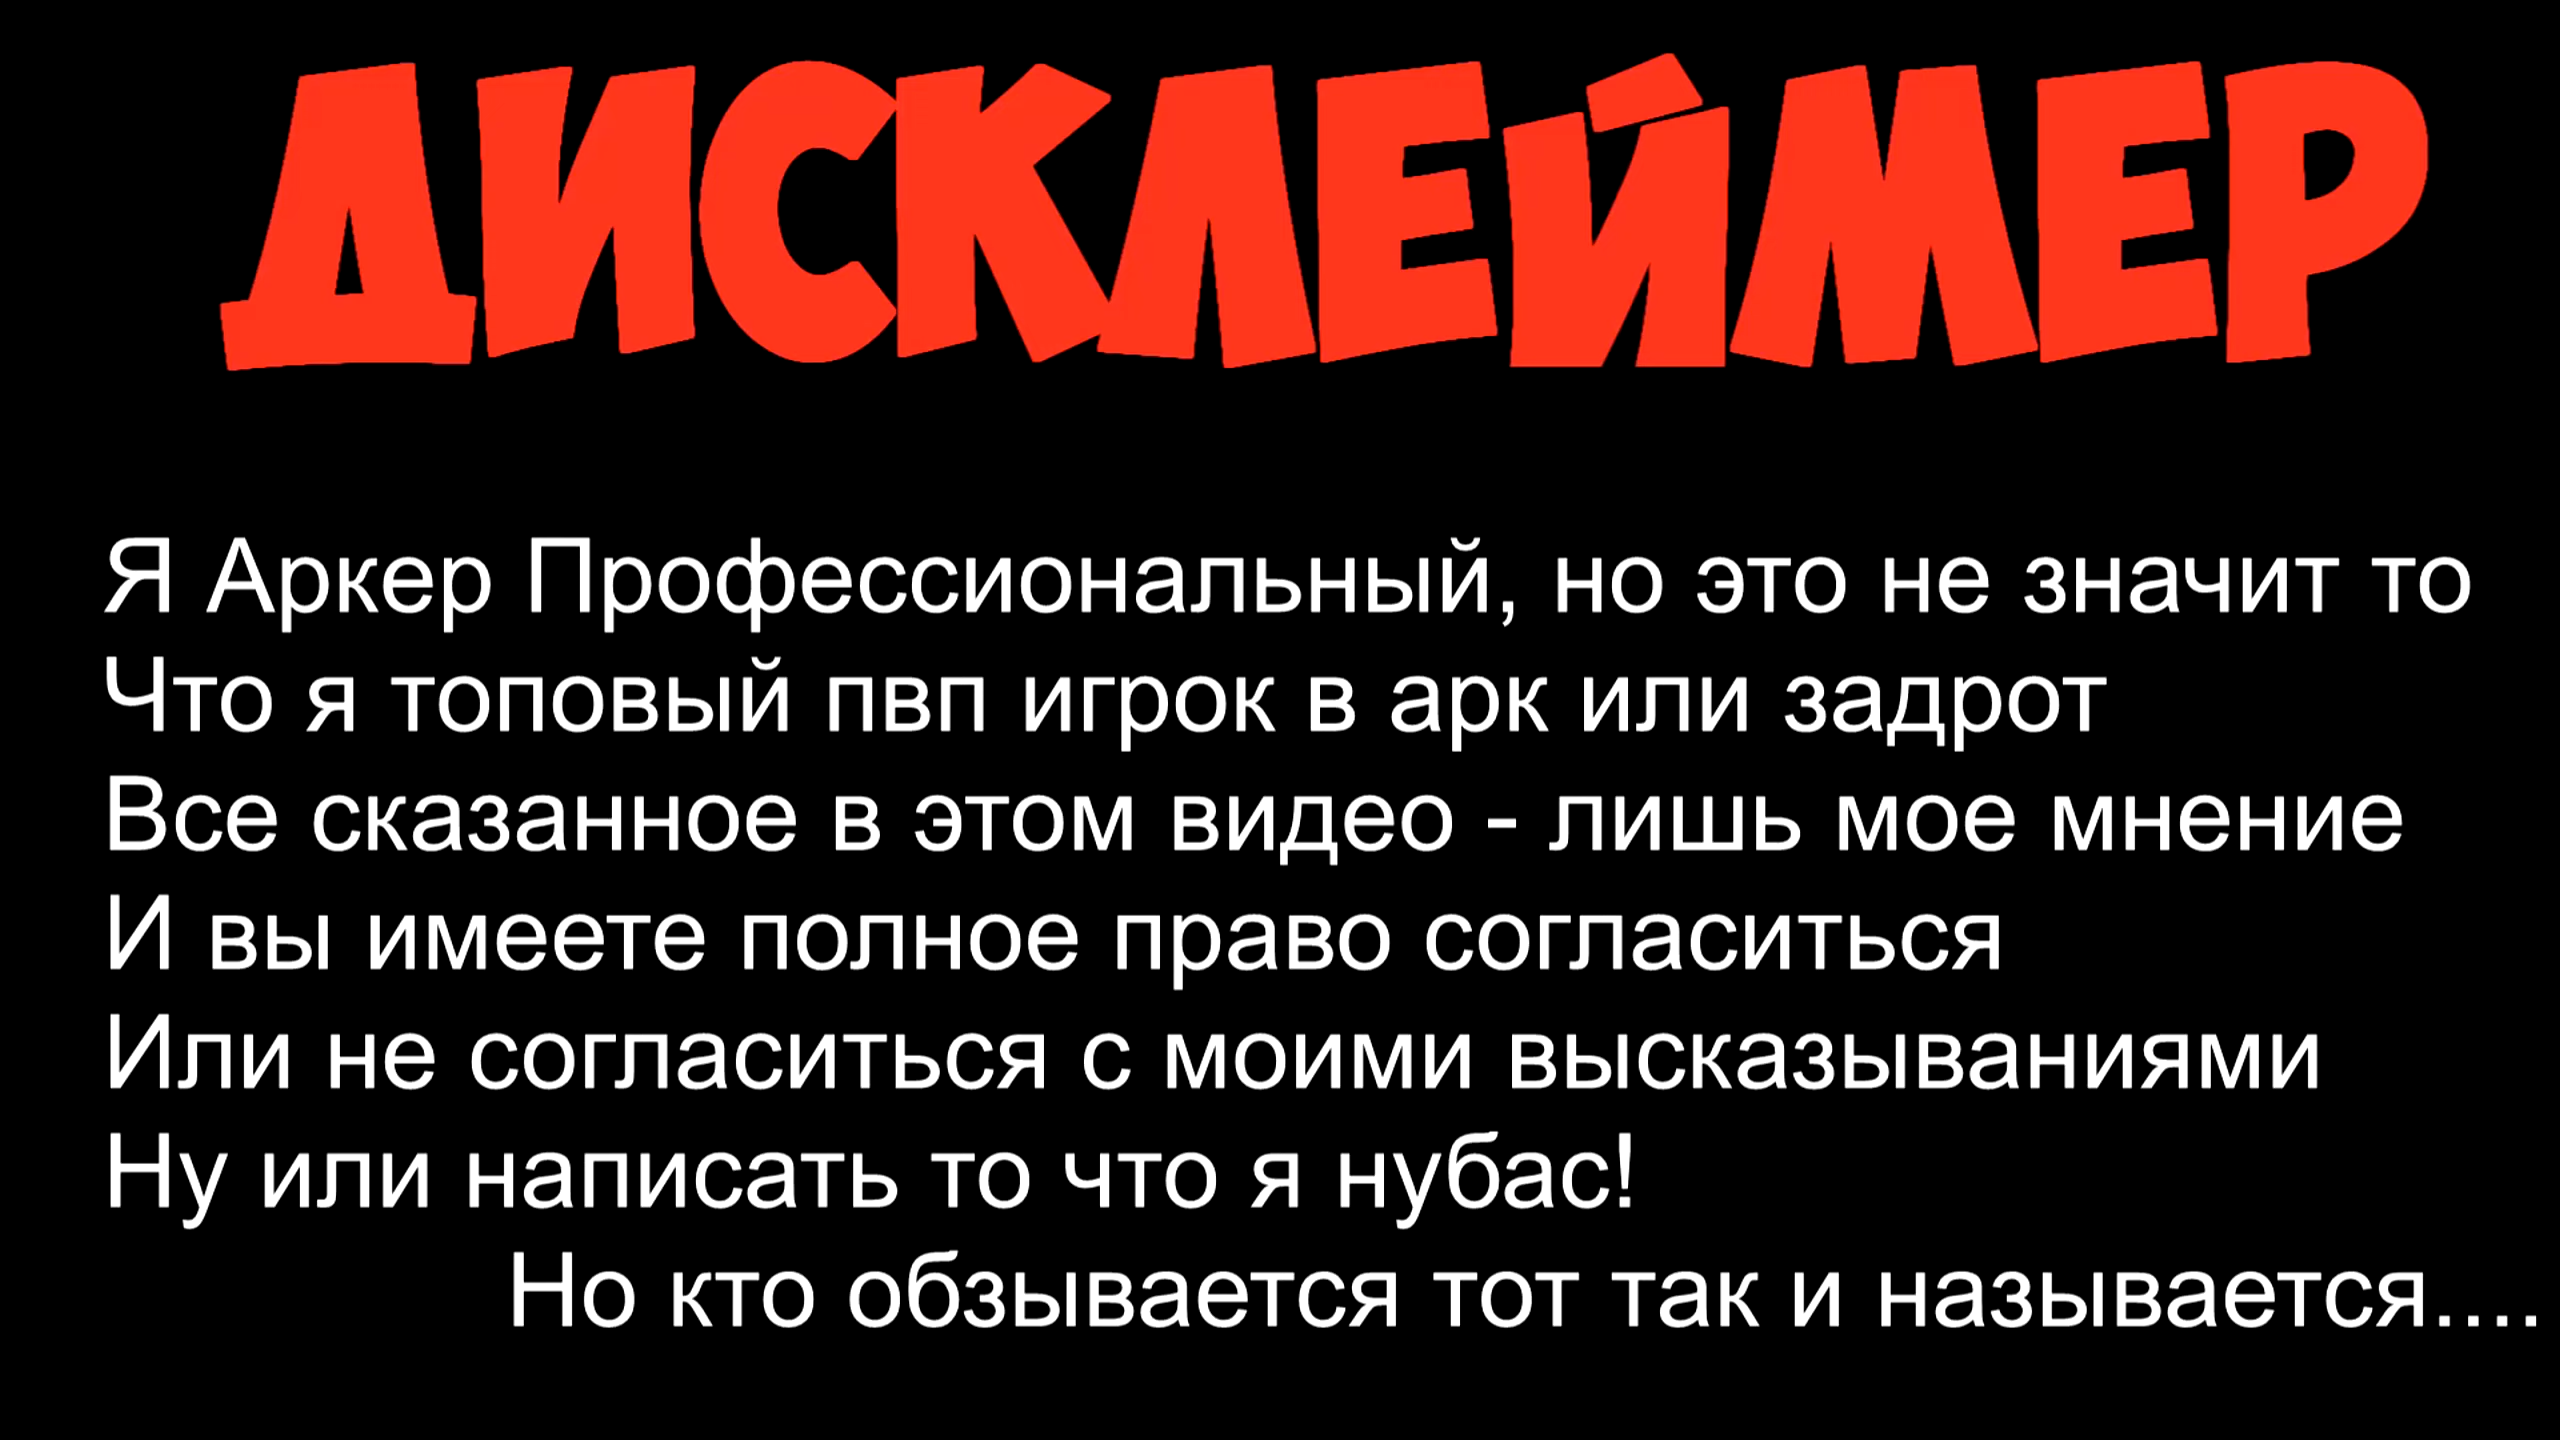 ДИСКЛЕЙМЕР
Я Аркер Профессиональный, но это не значит то
Что я топовый пвп игрок в арк или задрот
Все сказанное в этом видео - лишь мое мнение
И вы имеете полное право согласиться
Или не согласиться с моими высказываниями
Ну или написать то что я нубас!
Но кто обзывается тот так и называется....